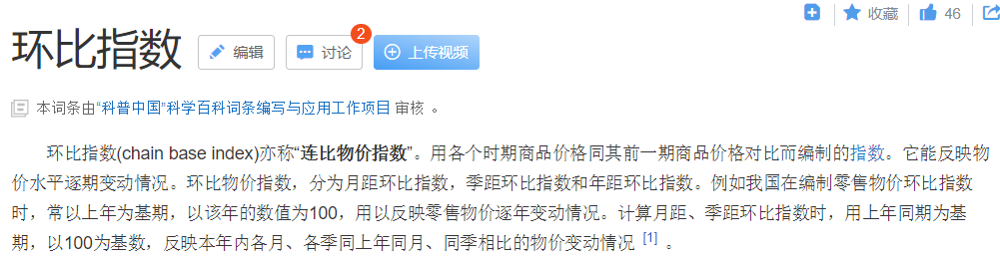 收藏 46
环比指数 编辑 讨论 2 上传视频
本词条由“科普中国”科学百科词条编写与应用工作项目 审核 。
环比指数(chain base index)亦称“连比物价指数”。用各个时期商品价格同其前一期商品价格对比而编制的指数。它能反映物
价水平逐期变动情况。环比物价指数，分为月距环比指数，季距环比指数和年距环比指数。例如我国在编制零售物价环比指数
时，常以上年为基期，以该年的数值为100，用以反映零售物价逐年变动情况。计算月距、季距环比指数时，用上年同期为基
期，以100为基数，反映本年内各月、各季同上年同月、同季相比的物价变动情况 [1] 。